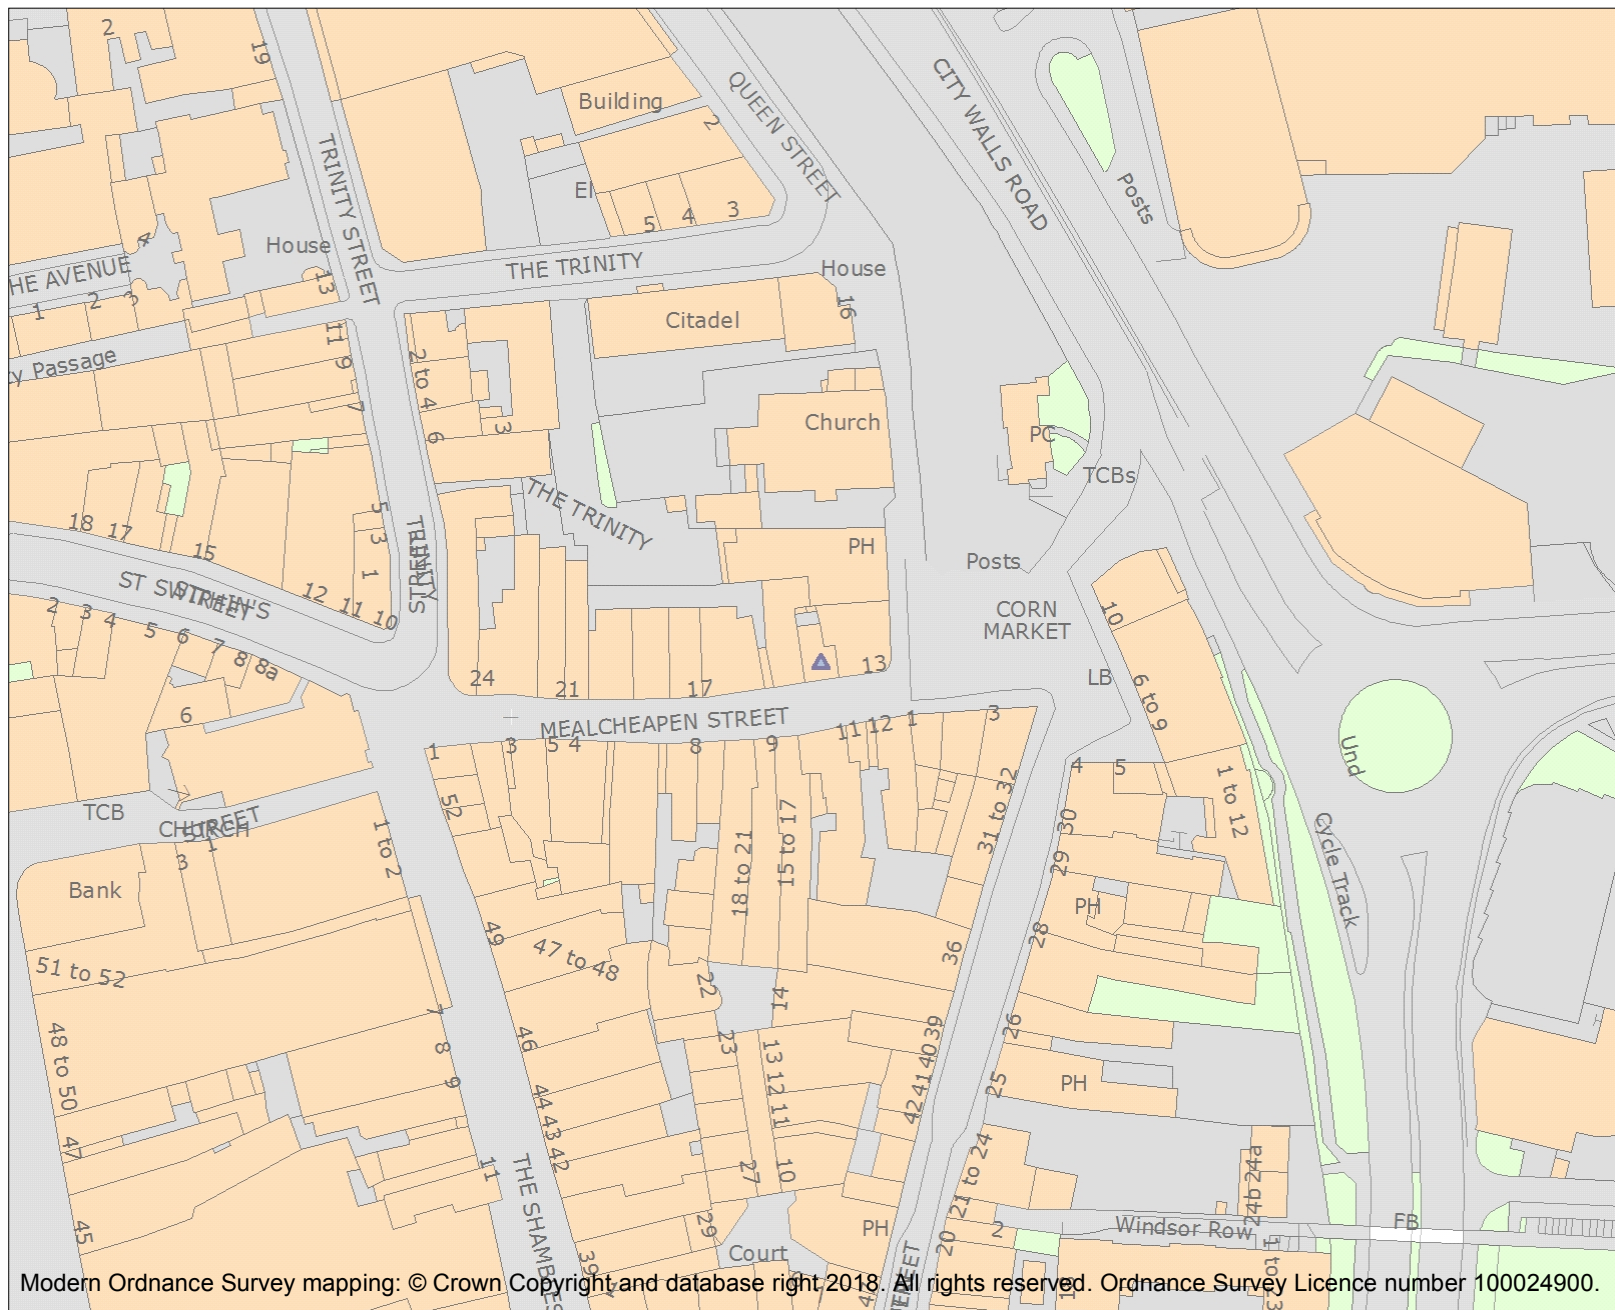 2
19
Building
QUEEN STREET
2
CITY WALLS ROAD
TRINITY STREET
Posts
El
5
4
3
4
House
HE AVENUE
THE TRINITY
House
1
2
3
13
16
Citadel
11
9
y Passage
2 to 4
7
6
3
Church
PC
TCBs
THE TRINITY
18
17
15
5
3
1
TRINITY
STREET
PH
Posts
ST SWITHIN'S
STREET
12
11
10
CORN
MARKET
10
2
3
4
5
6
7
8
8a
13
LB
6 to 9
24
21
17
6
MEALCHEAPEN STREET
11
12
1
3
1
3
5
4
8
9
4
5
Und
1 to 12
31 to 32
52
TCB
CHURCH
STREET
1 to 2
30
3
1
18 to 21
15 to 17
29
Cycle Track
Bank
PH
49
47 to 48
28
36
51 to 52
22
14
7
26
48 to 50
8
46
23
13
12
11
39
40
41
42
9
44
43
42
25
PH
47
11
27
10
21 to 24
24a
24b
45
THE SHAMBLES
29
PH
20
2
Windsor Row
FB
Court
39
1 to
3
Modern Ordnance Survey mapping: © Crown Copyright and database right 2018. All rights reserved. Ordnance Survey Licence number 100024900.